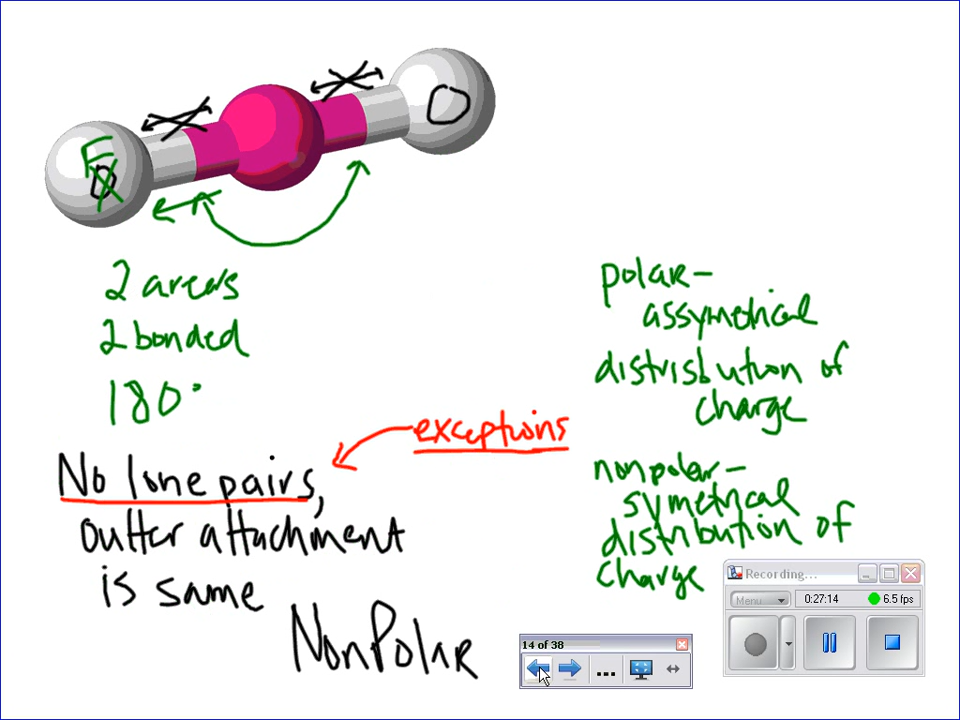 O
F
O
2 areas
2 bonded
180°
exceptions
No lone pairs,
outter attachment
is same
NonPolar
polar-
assymetrical
distrisbution of
charge
nonpolar-
symetrical
distribution of
charge
Recording...
Menu
0:27:14
6.5 fps
14 of 38
...